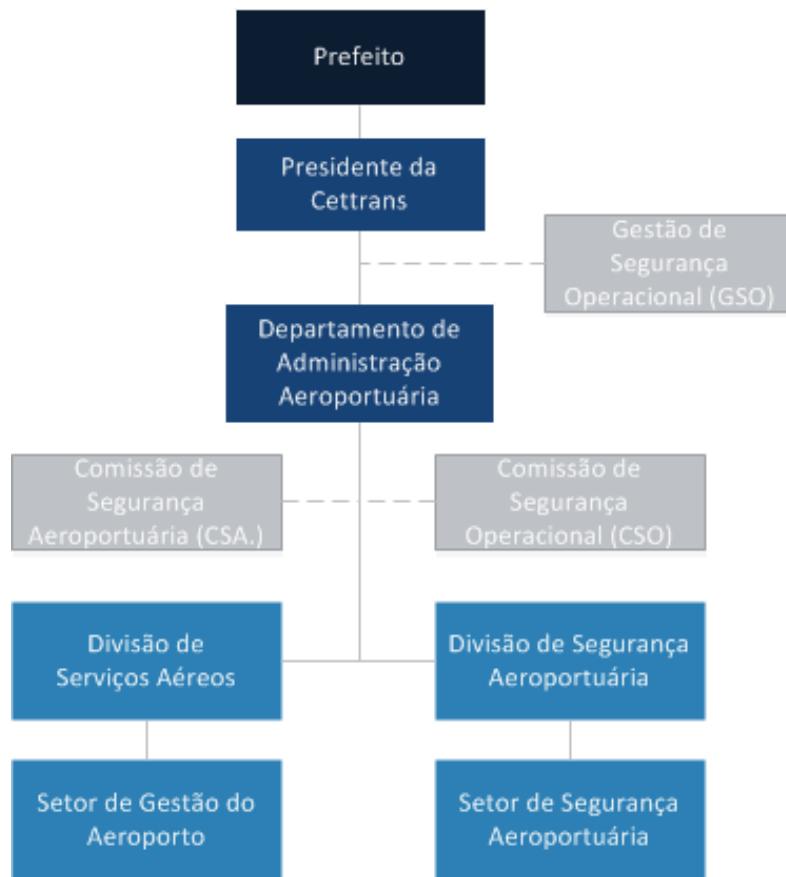 Prefeito
Presidente da
Cettrans
Gestão de
Segurança
Operacional (GSO)
Departamento de
Administração
Aeroportuária
Comissão de
Segurança
Aeroportuária (CSA.)
Comissão de
Segurança
Operacional (CSO)
Divisão de
Serviços Aéreos
Divisão de Segurança
Aeroportuária
Setor de Gestão do
Aeroporto
Setor de Segurança
Aeroportuária